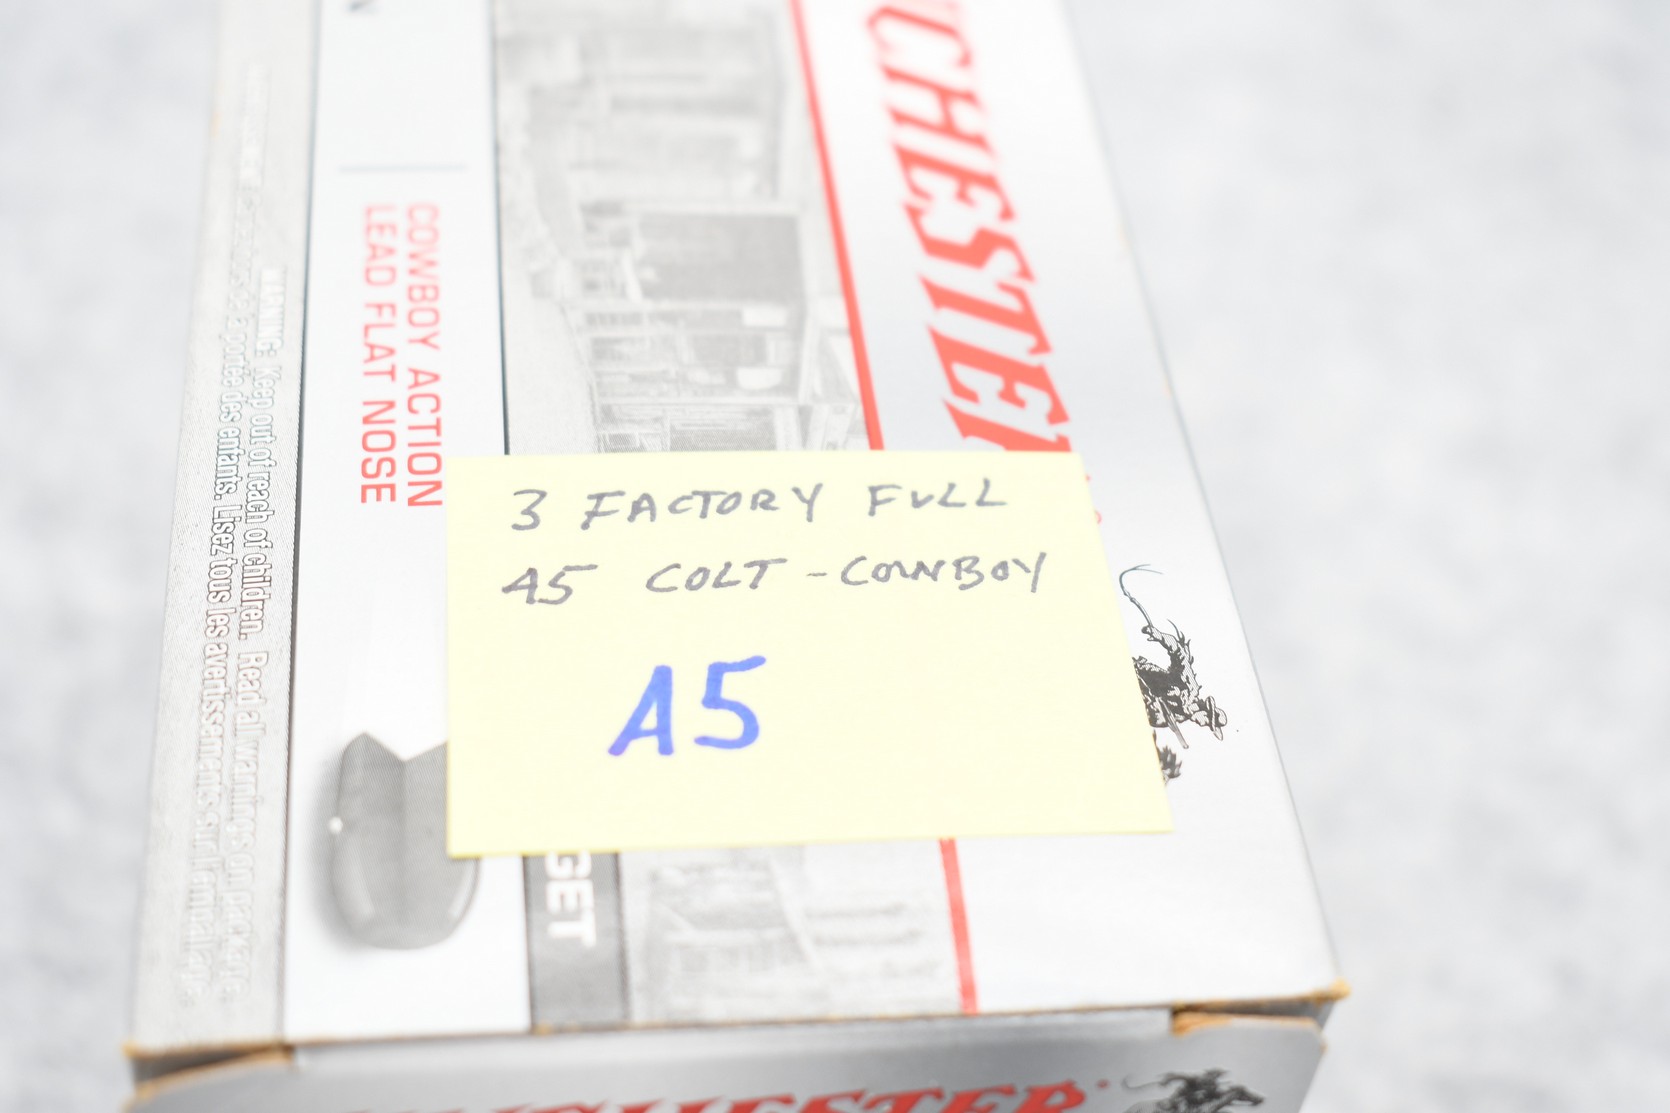 CHESTER
COWBOY ACTION
LEAD FLAT NOSE
WARNING: Keep out of reach of children. Read all warnings on package
portée des enfants. Lisez tous les avertissements sur l'emballage
3 FACTORY FULL
45 COLT - COWBOY
A5
GET
WINCHESTER